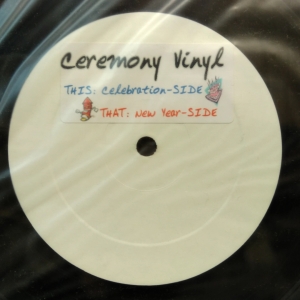 Ceremony Vinyl
THIS: Celebration-SIDE
THAT: New Year-SIDE